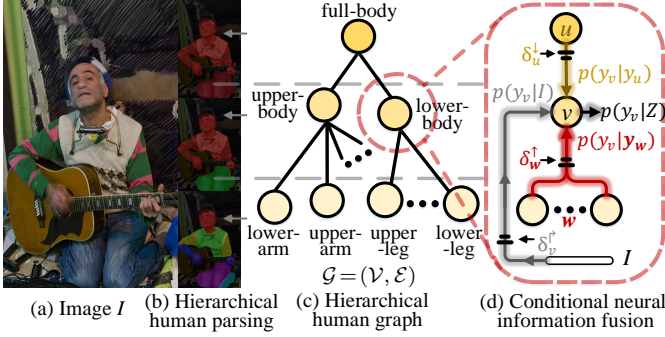 full-body
upper-
body
lower-
body
lower-
arm
upper-
arm
upper
-leg
lower
-leg
𝒢=(𝒱, ℰ)
u
δ_u^↓
p(y_v|y_u)
p(y_v|I)
v
p(y_v|Z)
p(y_v|𝒚_𝒘)
δ_𝒘^↑
w
δ_v^↱
I
(a) Image I
(b) Hierarchical
human parsing
(c) Hierarchical
human graph
(d) Conditional neural
information fusion